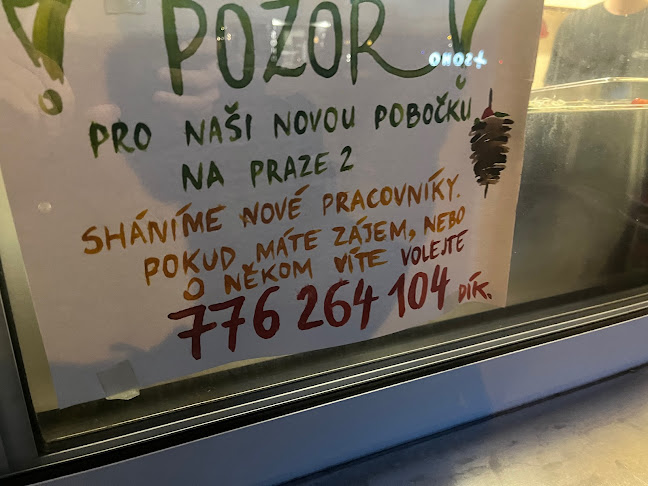 ! POZOR!
PRO NAŠI NOVOU POBOČKU
NA PRAZE 2
SHÁNÍME NOVÉ PRACOVNÍKY.
POKUD MÁTE ZÁJEM, NEBO
O NĚKOM VÍTE VOLEJTE
776 264 104 DÍK.